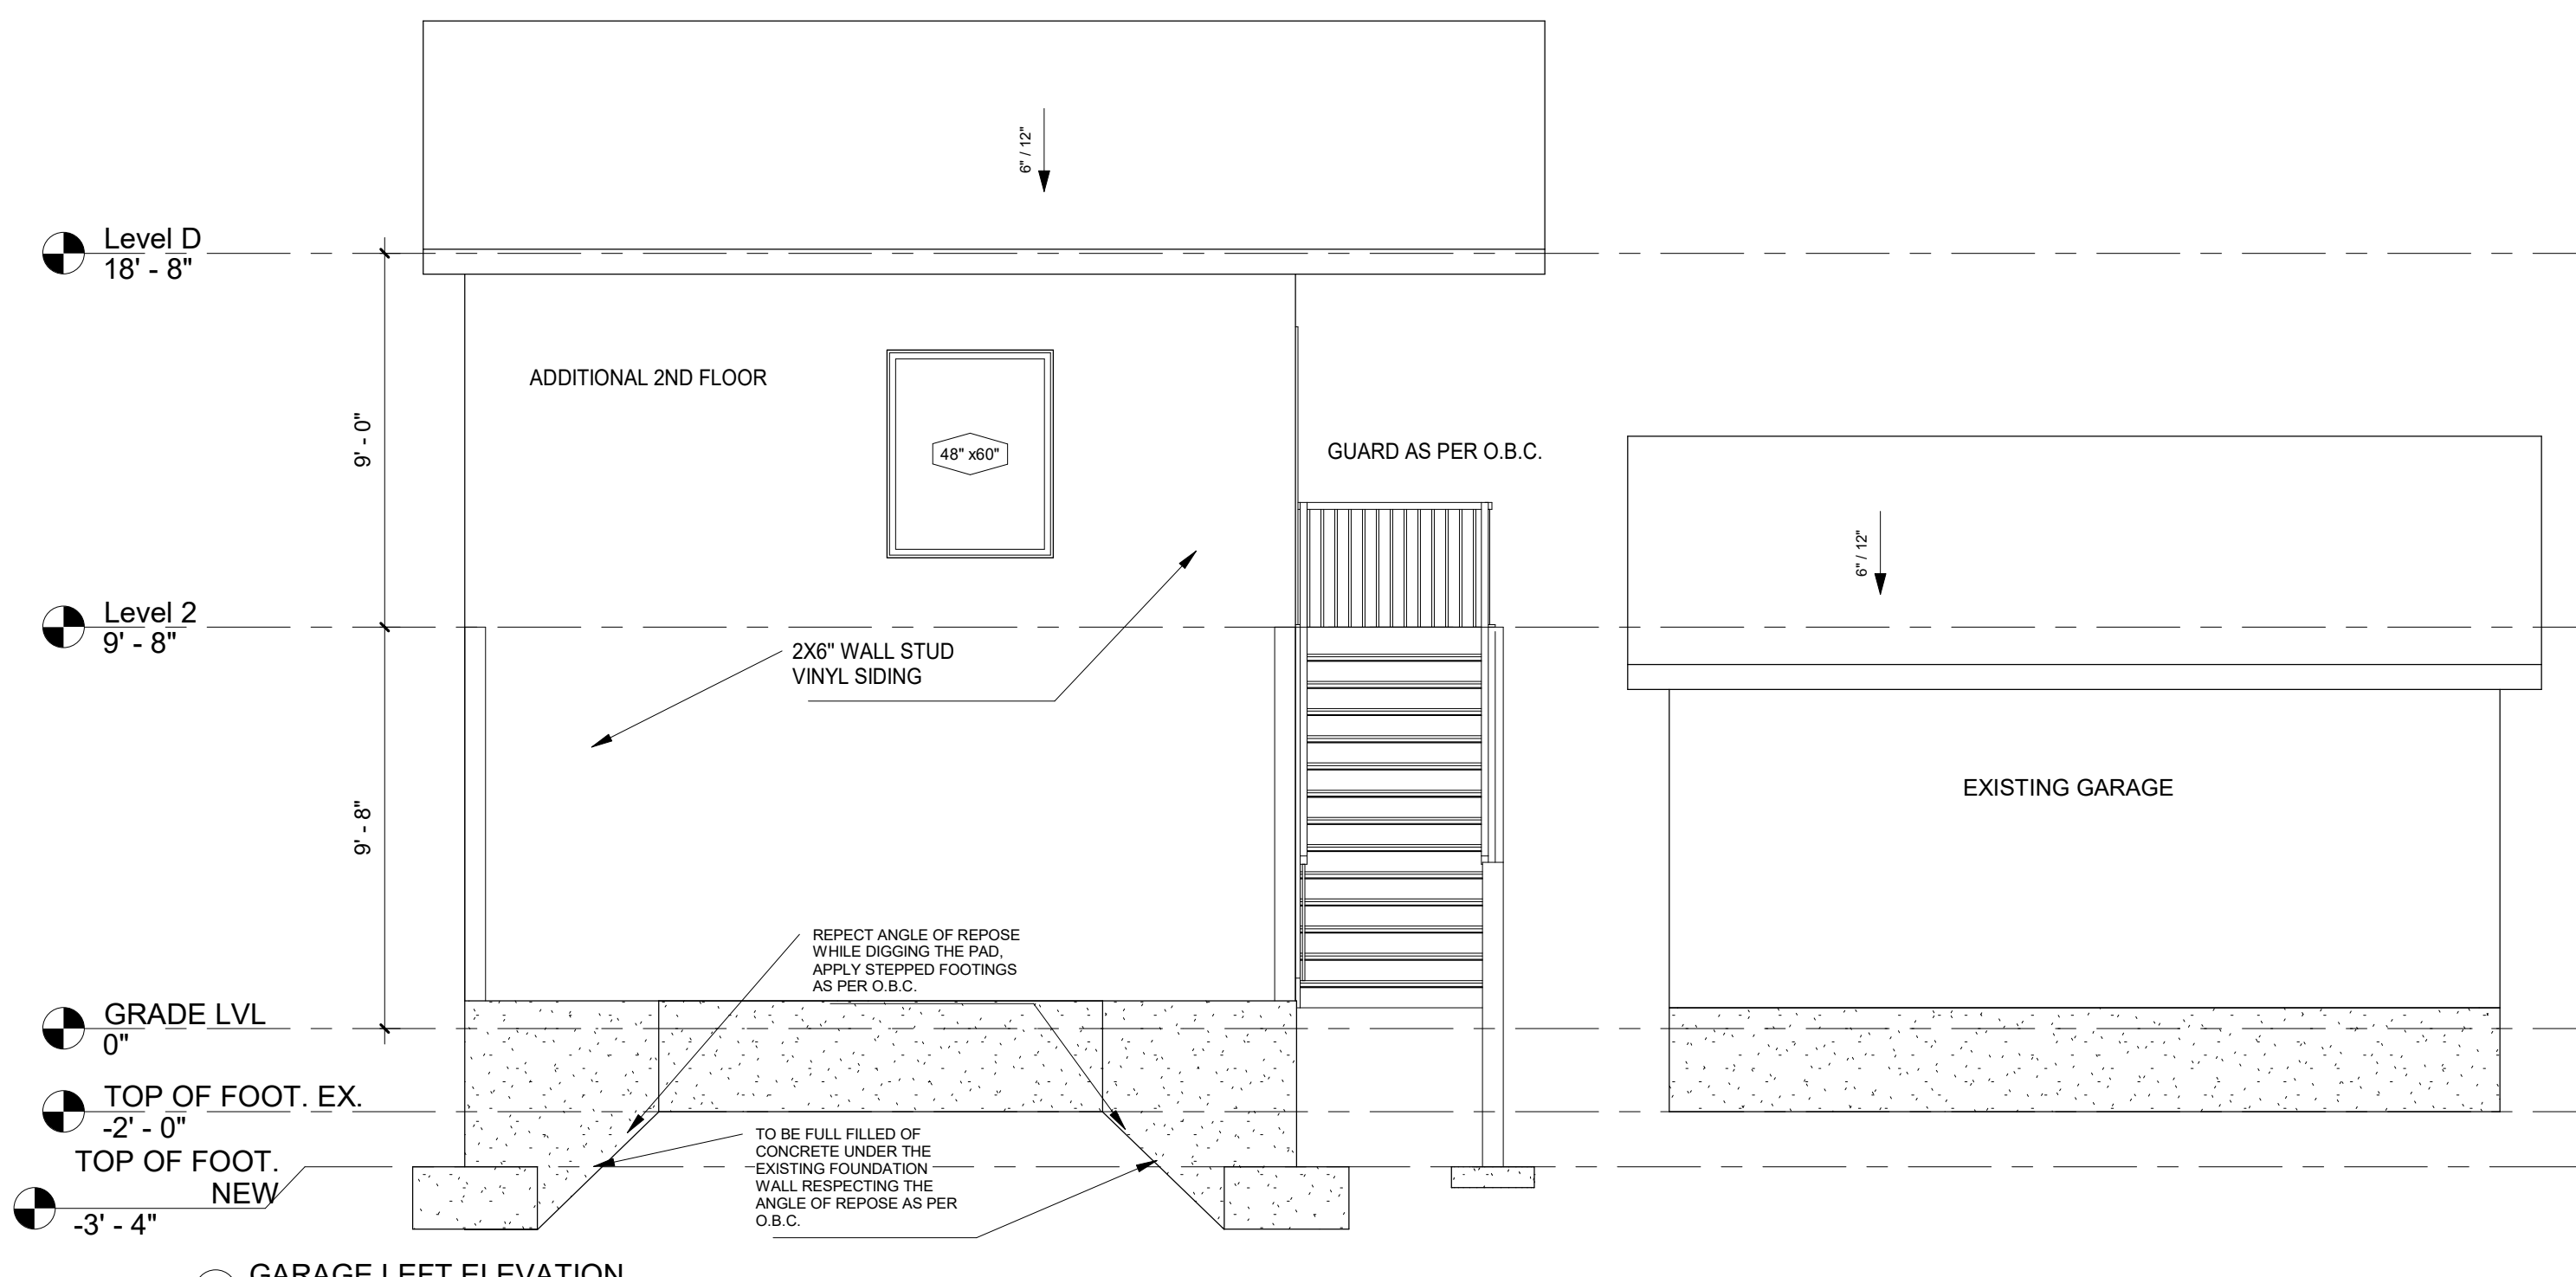 6" / 12"
Level D
18' - 8"
ADDITIONAL 2ND FLOOR
9' - 0"
48" x60"
GUARD AS PER O.B.C.
6" / 12"
Level 2
9' - 8"
2X6" WALL STUD
VINYL SIDING
EXISTING GARAGE
9' - 8"
REPECT ANGLE OF REPOSE
WHILE DIGGING THE PAD,
APPLY STEPPED FOOTINGS
AS PER O.B.C.
GRADE LVL
0"
TOP OF FOOT. EX.
-2' - 0"
TOP OF FOOT.
NEW
-3' - 4"
TO BE FULL FILLED OF
CONCRETE UNDER THE
EXISTING FOUNDATION
WALL RESPECTING THE
ANGLE OF REPOSE AS PER
O.B.C.
GARAGE LEFT ELEVATION